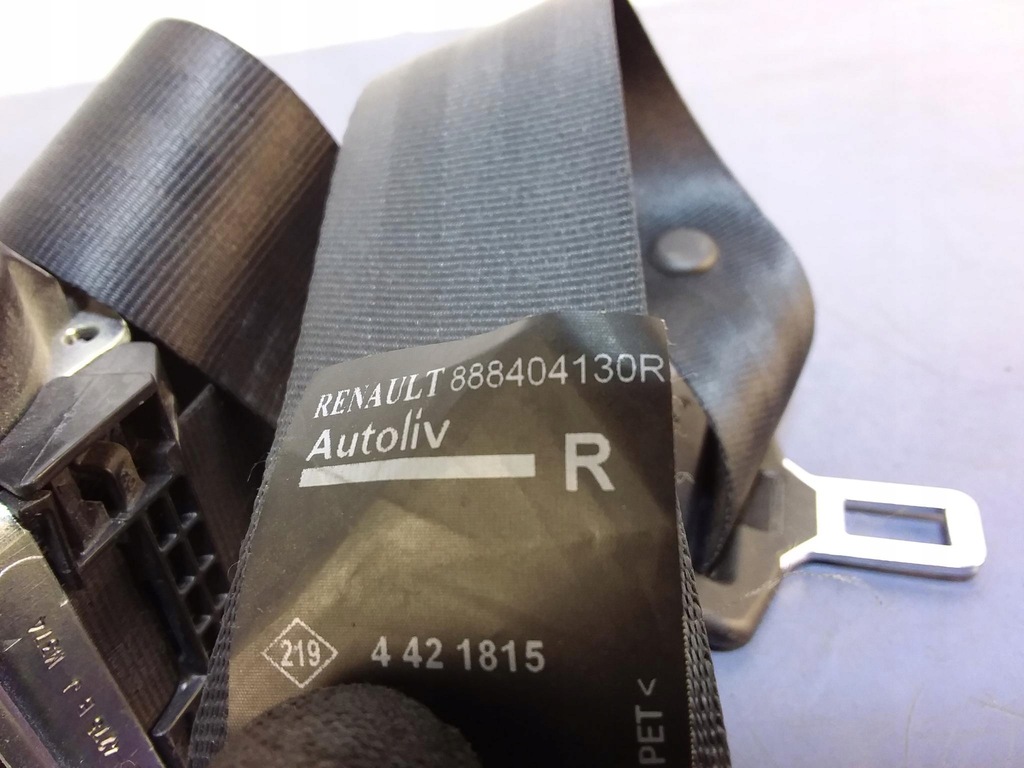 RENAULT 888404130R
Autoliv
R
219
4 42 1815
PET <